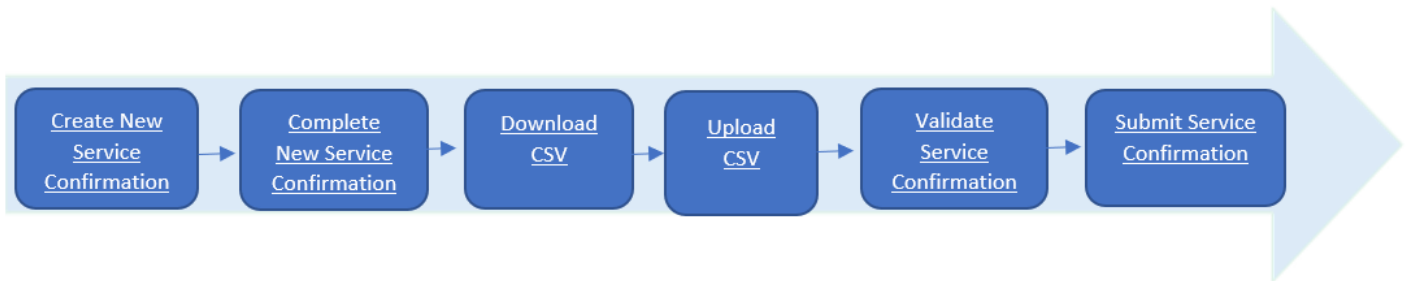 Create New
Service
Confirmation
Complete
New Service
Confirmation
Download
CSV
Upload
CSV
Validate
Service
Confirmation
Submit Service
Confirmation